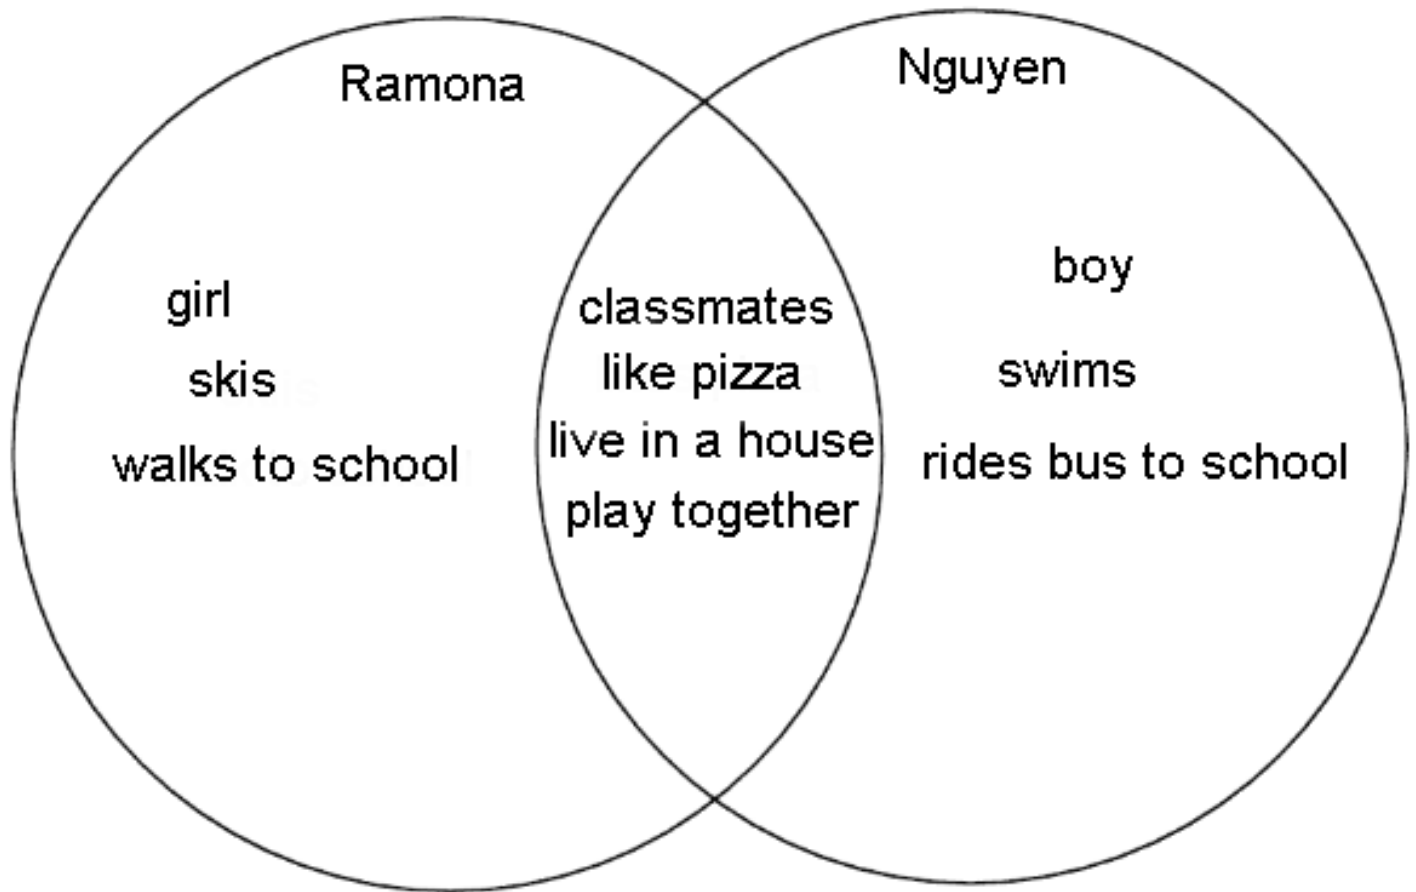 Ramona
Nguyen
girl
skis
walks to school
classmates
like pizza
live in a house
play together
boy
swims
rides bus to school